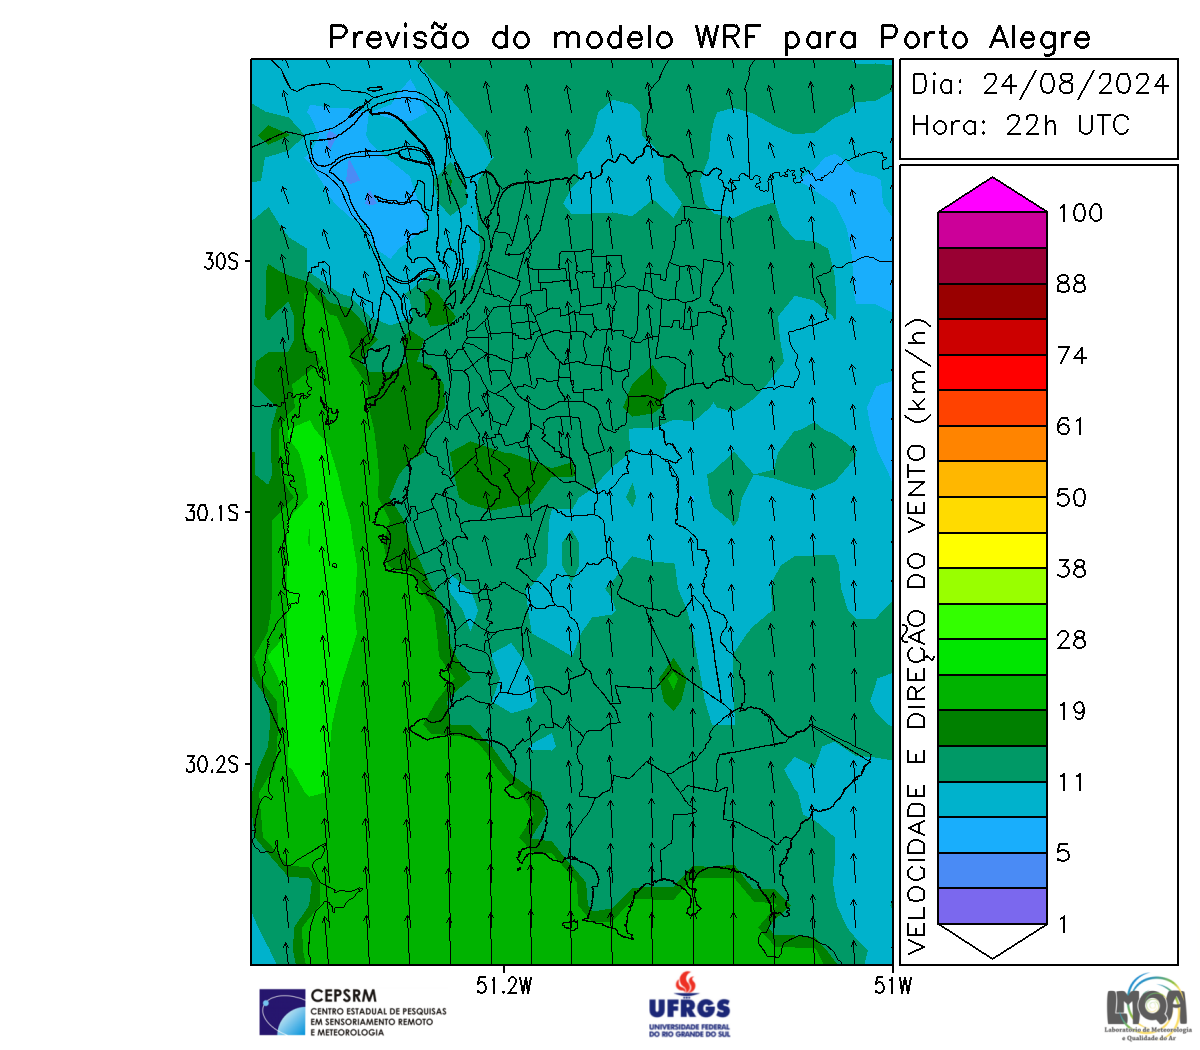 Previsão do modelo WRF para Porto Alegre
Dia: 24/08/2024
Hora: 22h UTC
30S
30.1S
30.2S
51.2W
51W
VELOCIDADE E DIREÇÃO DO VENTO (km/h)
100
88
74
61
50
38
28
19
11
5
1
CEPSRM
CENTRO ESTADUAL DE PESQUISAS
EM SENSORIAMENTO REMOTO
E METEOROLOGIA
UFRGS
UNIVERSIDADE FEDERAL
DO RIO GRANDE DO SUL
LMQA
Laboratório de Meteorologia
e Qualidade do Ar